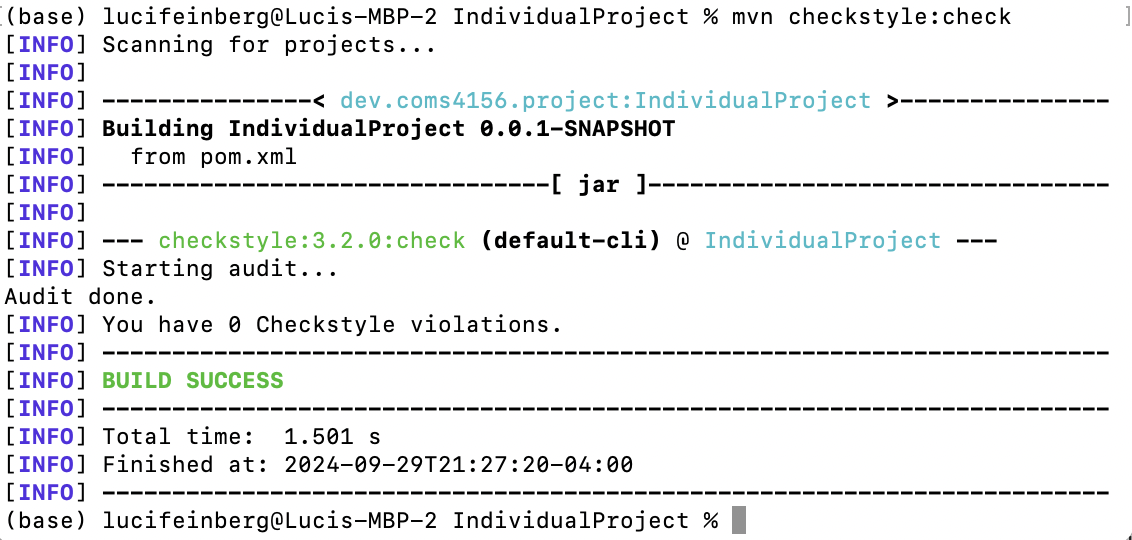 (base) lucifeinberg@Lucis-MBP-2 IndividualProject % mvn checkstyle:check
[INFO] Scanning for projects...
[INFO]
[INFO] ---------------< dev.coms4156.project:IndividualProject >---------------
[INFO] Building IndividualProject 0.0.1-SNAPSHOT
[INFO]   from pom.xml
[INFO] --------------------------------[ jar ]---------------------------------
[INFO]
[INFO] --- checkstyle:3.2.0:check (default-cli) @ IndividualProject ---
[INFO] Starting audit...
Audit done.
[INFO] You have 0 Checkstyle violations.
[INFO] ------------------------------------------------------------------------
[INFO] BUILD SUCCESS
[INFO] ------------------------------------------------------------------------
[INFO] Total time:  1.501 s
[INFO] Finished at: 2024-09-29T21:27:20-04:00
[INFO] ------------------------------------------------------------------------
(base) lucifeinberg@Lucis-MBP-2 IndividualProject %